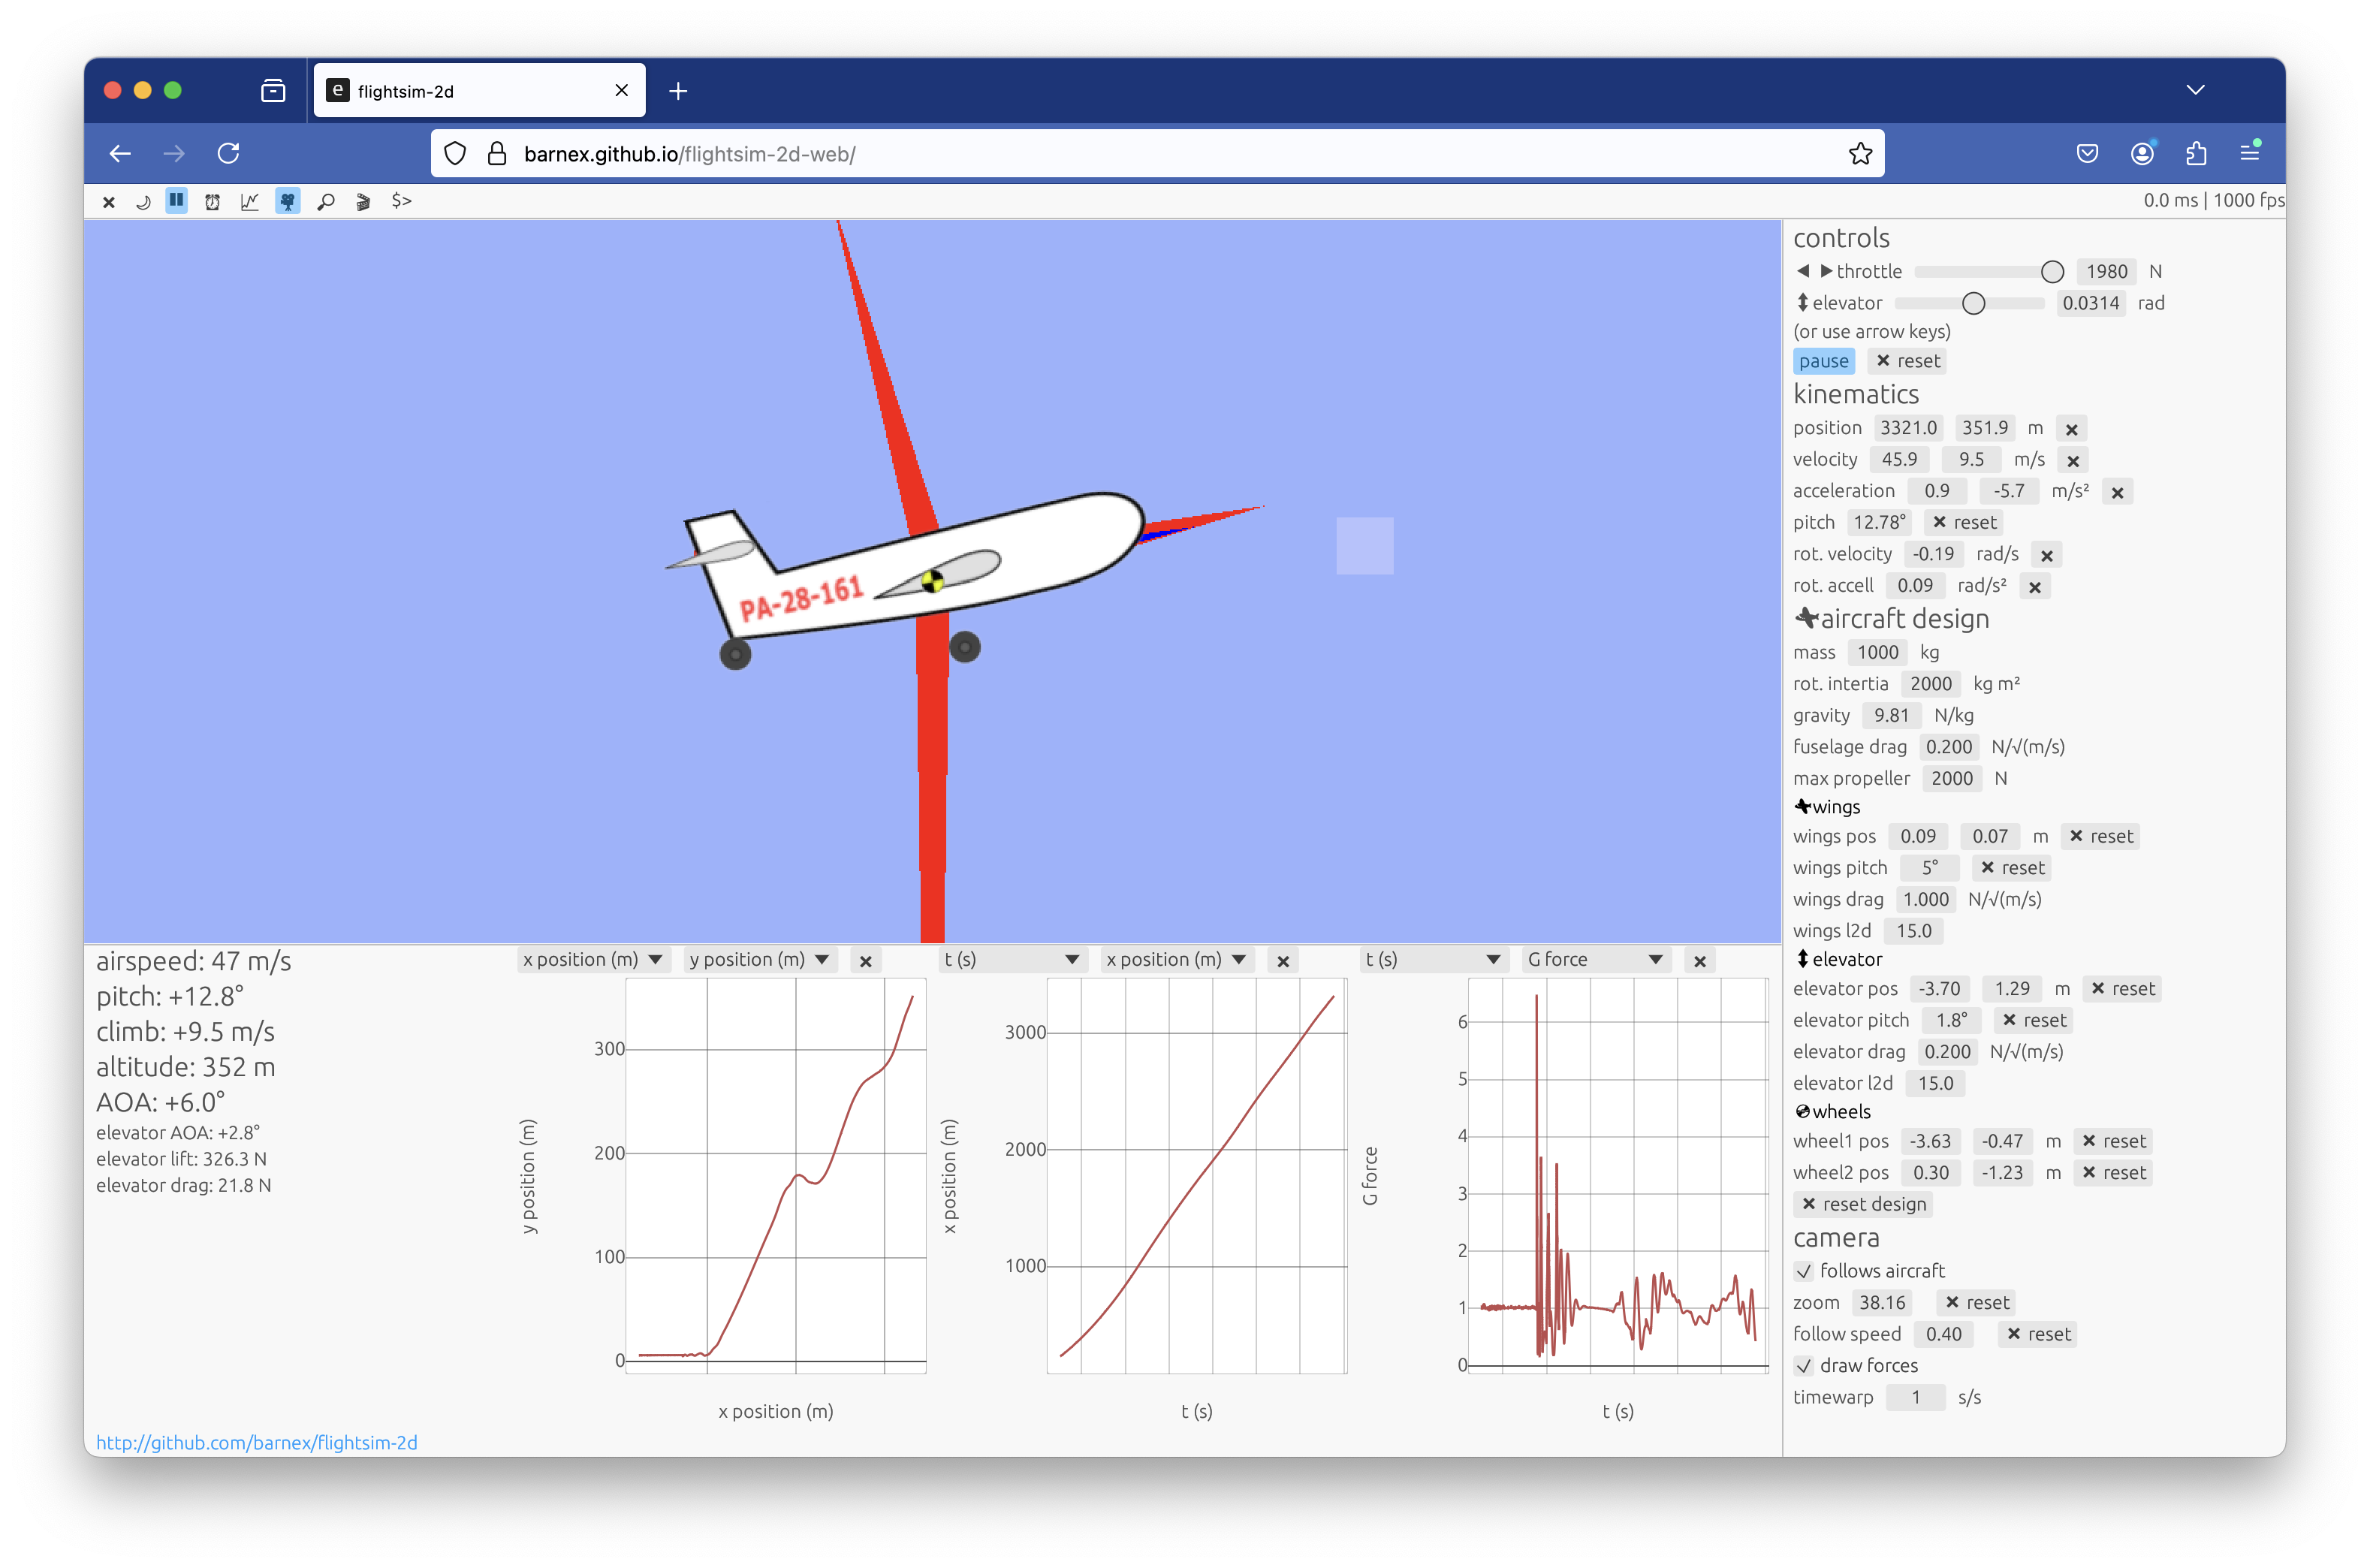 flightsim-2d
barnex.github.io/flightsim-2d-web/
$>
0.0 ms | 1000 fps
PA-28-161
controls
throttle 1980 N
elevator 0.0314 rad
(or use arrow keys)
pause reset
kinematics
position 3321.0 351.9 m
velocity 45.9 9.5 m/s
acceleration 0.9 -5.7 m/s²
pitch 12.78° reset
rot. velocity -0.19 rad/s
rot. accell 0.09 rad/s²
aircraft design
mass 1000 kg
rot. intertia 2000 kg m²
gravity 9.81 N/kg
fuselage drag 0.200 N/√(m/s)
max propeller 2000 N
wings
wings pos 0.09 0.07 m reset
wings pitch 5° reset
wings drag 1.000 N/√(m/s)
wings l2d 15.0
elevator
elevator pos -3.70 1.29 m reset
elevator pitch 1.8° reset
elevator drag 0.200 N/√(m/s)
elevator l2d 15.0
wheels
wheel1 pos -3.63 -0.47 m reset
wheel2 pos 0.30 -1.23 m reset
reset design
camera
follows aircraft
zoom 38.16 reset
follow speed 0.40 reset
draw forces
timewarp 1 s/s
airspeed: 47 m/s
pitch: +12.8°
climb: +9.5 m/s
altitude: 352 m
AOA: +6.0°
elevator AOA: +2.8°
elevator lift: 326.3 N
elevator drag: 21.8 N
http://github.com/barnex/flightsim-2d
x position (m) y position (m)
300
200
100
0
y position (m)
x position (m)
t (s) x position (m)
3000
2000
1000
x position (m)
t (s)
t (s) G force
6
5
4
3
2
1
0
G force
t (s)